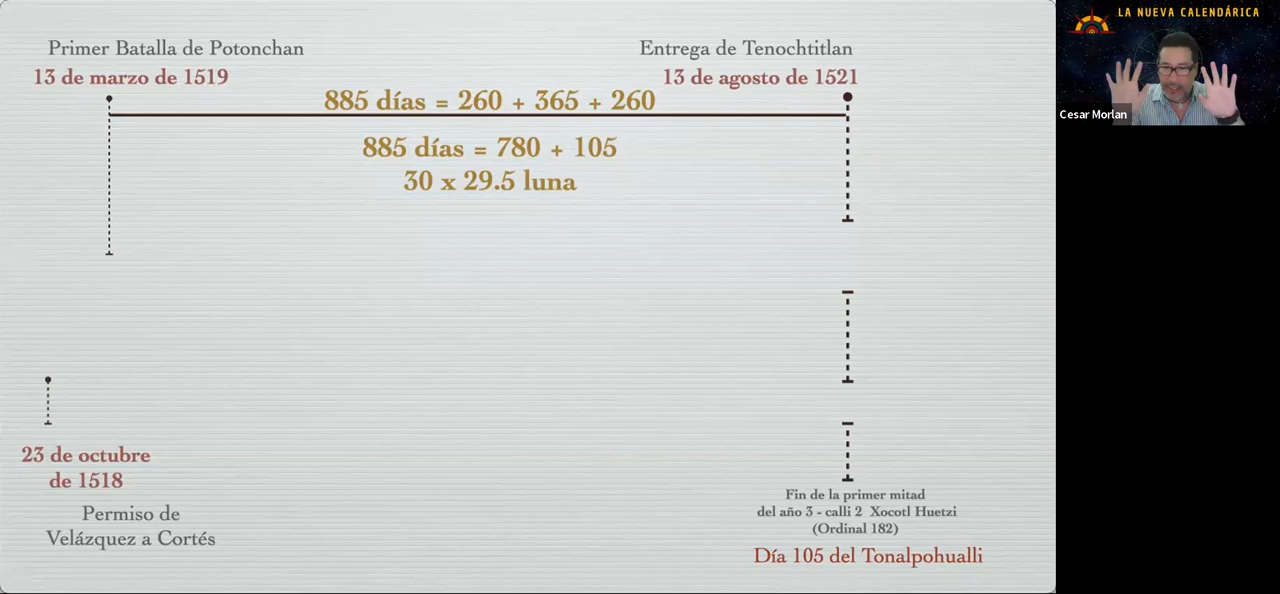 Primer Batalla de Potonchan
13 de marzo de 1519
Entrega de Tenochtitlan
13 de agosto de 1521
885 días = 260 + 365 + 260
885 días = 780 + 105
30 x 29.5 luna
23 de octubre
de 1518
Permiso de
Velázquez a Cortés
Fin de la primer mitad
del año 3 - calli 2 Xocotl Huetzi
(Ordinal 182)
Día 105 del Tonalpohualli
LA NUEVA CALENDÁRICA
Cesar Morlan